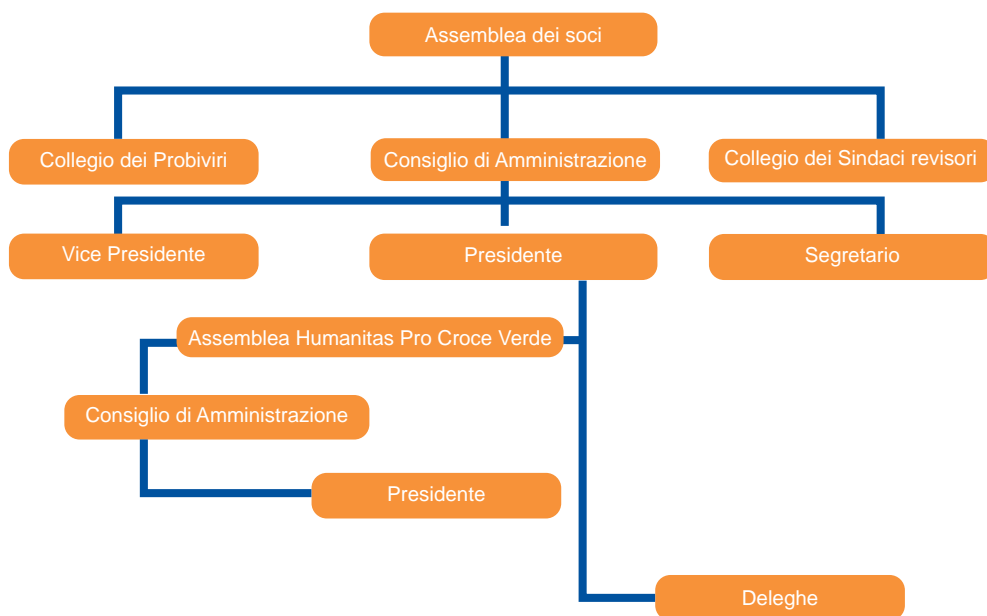 Assemblea dei soci
Collegio dei Probiviri
Consiglio di Amministrazione
Collegio dei Sindaci revisori
Vice Presidente
Presidente
Segretario
Assemblea Humanitas Pro Croce Verde
Consiglio di Amministrazione
Presidente
Deleghe